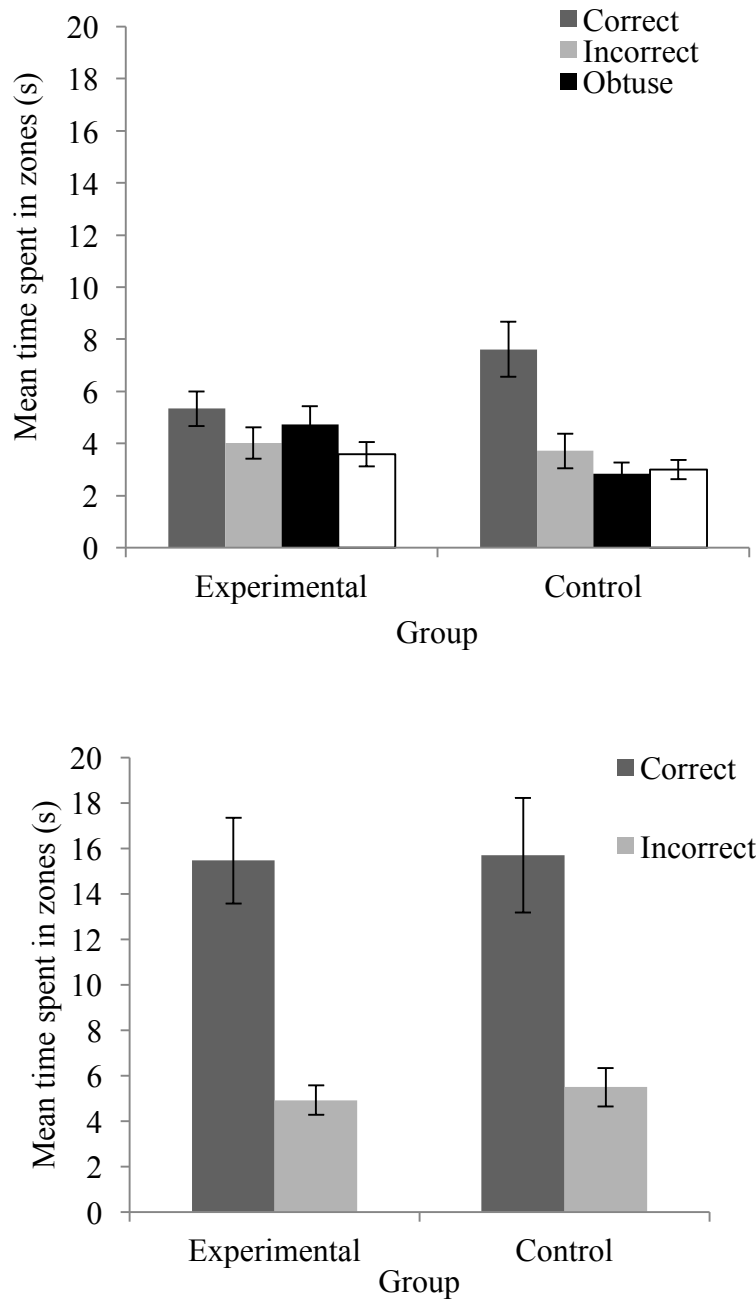 20
18
16
14
12
10
8
6
4
2
0
Mean time spent in zones (s)
Correct
Incorrect
Obtuse
Experimental Control
Group
20
18
16
14
12
10
8
6
4
2
0
Mean time spent in zones (s)
Correct
Incorrect
Experimental Control
Group